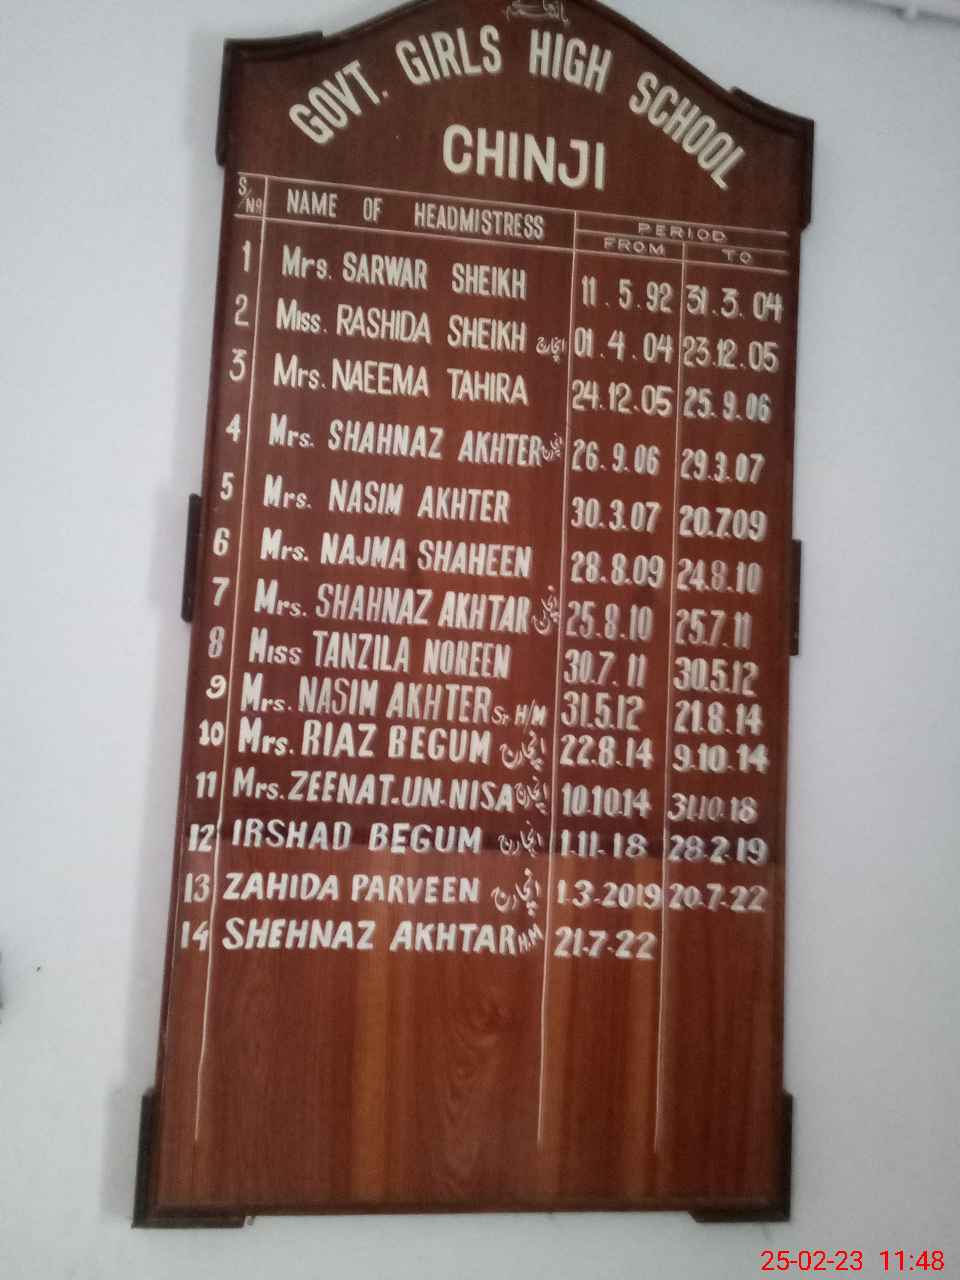 GOVT. GIRLS HIGH SCHOOL
CHINJI
S/No NAME OF HEADMISTRESS PERIOD
FROM TO
1 Mrs. SARWAR SHEIKH 11.5.92 31.3.04
2 Miss. RASHIDA SHEIKH انچارج 01.4.04 23.12.05
3 Mrs. NAEEMA TAHIRA 24.12.05 25.9.06
4 Mrs. SHAHNAZ AKHTER انچارج 26.9.06 29.3.07
5 Mrs. NASIM AKHTER 30.3.07 20.7.09
6 Mrs. NAJMA SHAHEEN 28.8.09 24.8.10
7 Mrs. SHAHNAZ AKHTAR انچارج 25.8.10 25.7.11
8 Miss TANZILA NOREEN 30.7.11 30.5.12
9 Mrs. NASIM AKHTER Sr. H/M 31.5.12 21.8.14
10 Mrs. RIAZ BEGUM انچارج 22.8.14 9.10.14
11 Mrs. ZEENAT-UN-NISA انچارج 10.10.14 31.10.18
12 IRSHAD BEGUM انچارج 1.11.18 28.2.19
13 ZAHIDA PARVEEN انچارج 1-3-2019 20-7-22
14 SHEHNAZ AKHTAR H.M 21-7-22
25-02-23 11:48